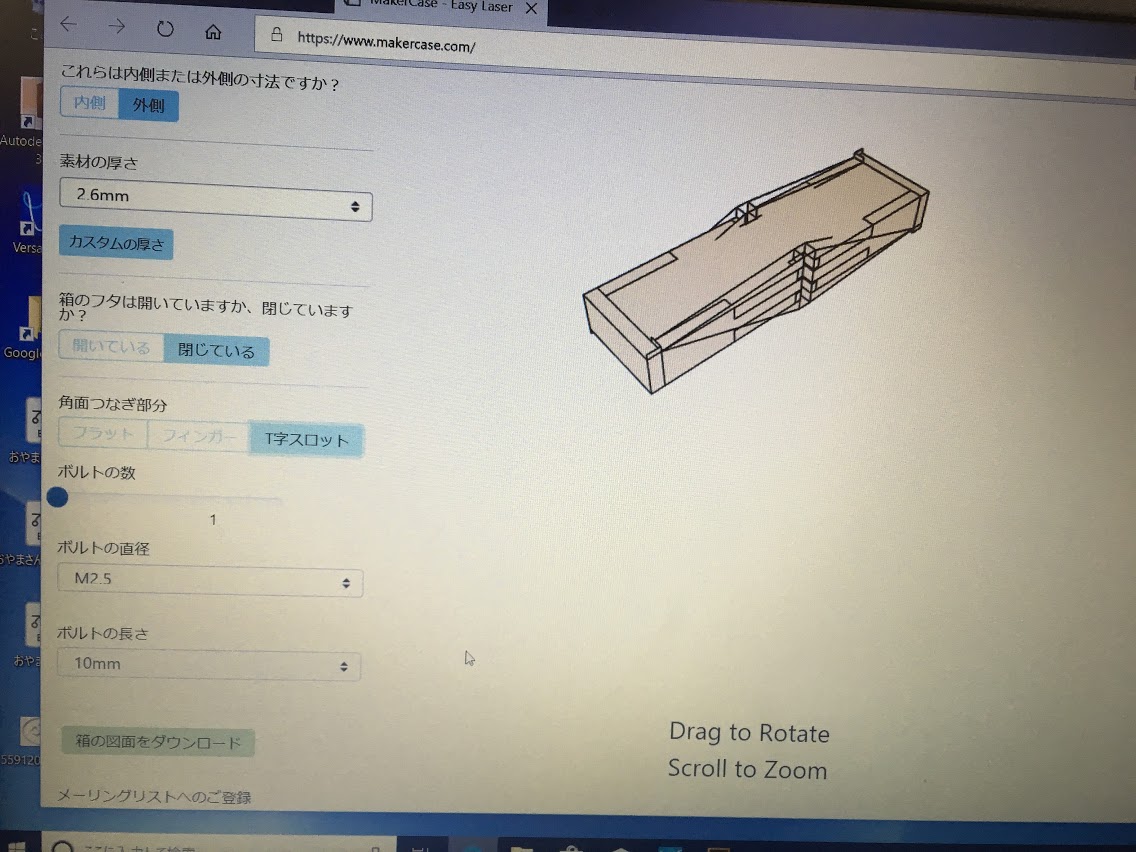 MakerCase - Easy Laser
https://www.makercase.com/
これらは内側または外側の寸法ですか？
内側 外側
素材の厚さ
2.6mm
カスタムの厚さ
箱のフタは開いていますか、閉じています
か？
開いている 閉じている
角面つなぎ部分
フラット フィンガー T字スロット
ボルトの数
1
ボルトの直径
M2.5
ボルトの長さ
10mm
箱の図面をダウンロード
メーリングリストへのご登録
Drag to Rotate
Scroll to Zoom
Autode
3
Versa
Google
おやま
おやまさん
おやま
559120
ここに入力して検索